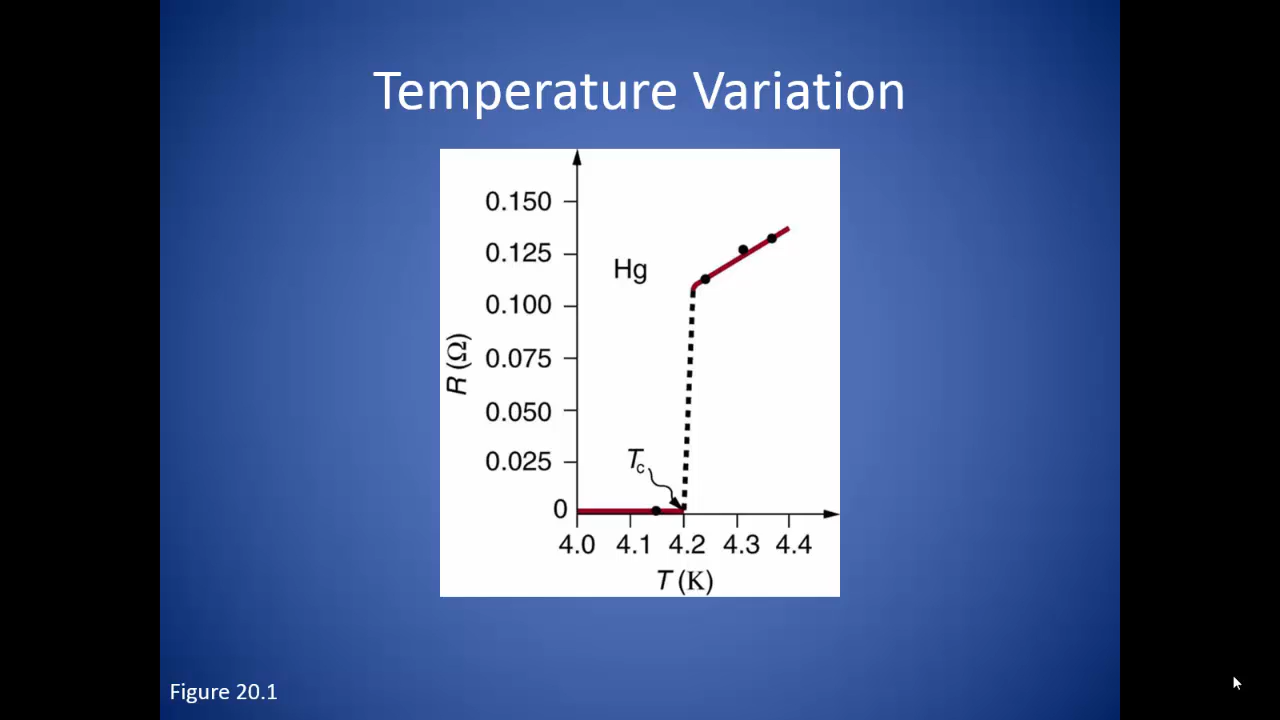 Temperature Variation
0.150
0.125
Hg
0.100
0.075
R (Ω)
0.050
0.025
Tc
0
4.0 4.1 4.2 4.3 4.4
T (K)
Figure 20.1